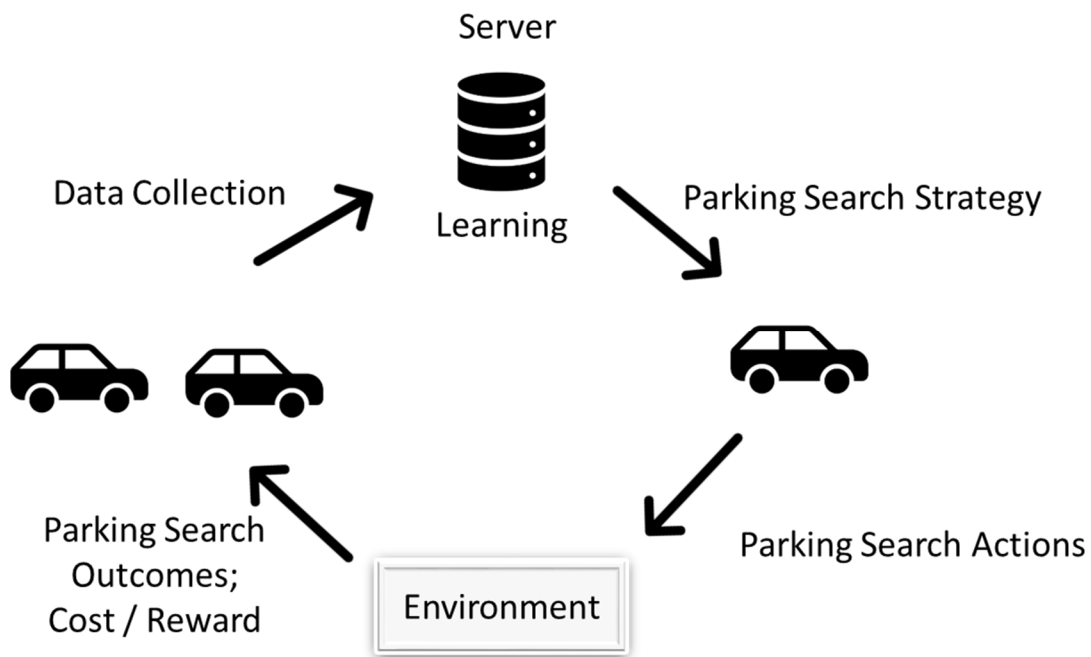 Server
Data Collection
Learning
Parking Search Strategy
Parking Search
Outcomes;
Cost / Reward
Environment
Parking Search Actions